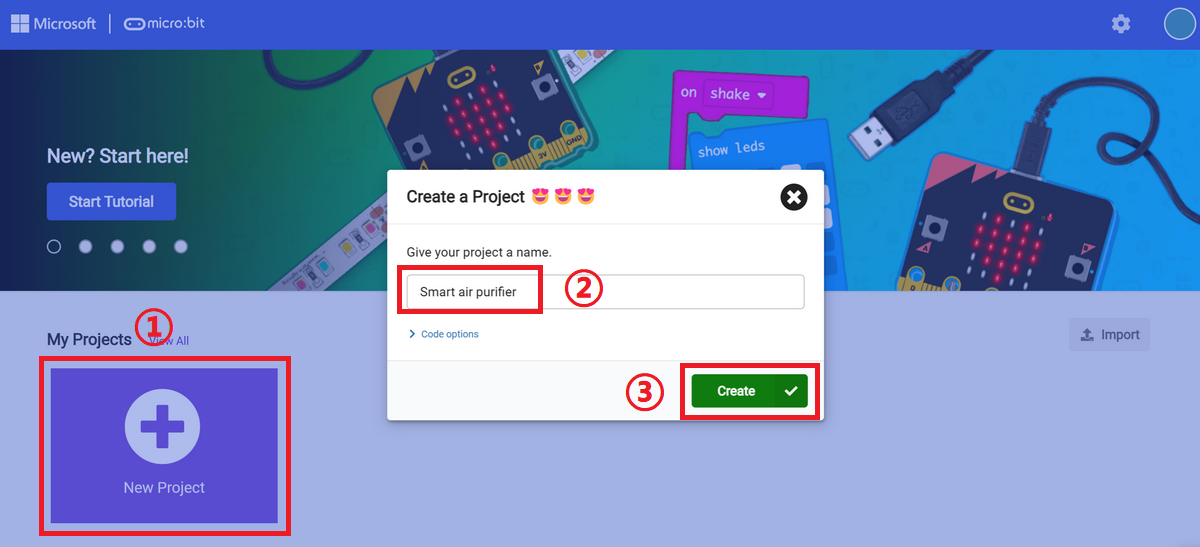 Microsoft | micro:bit
on shake
show leds
New? Start here!
Start Tutorial
3V GND
Create a Project 😍 😍 😍
Give your project a name.
Smart air purifier
②
Code options
Create
③
①
My Projects View All
Import
New Project